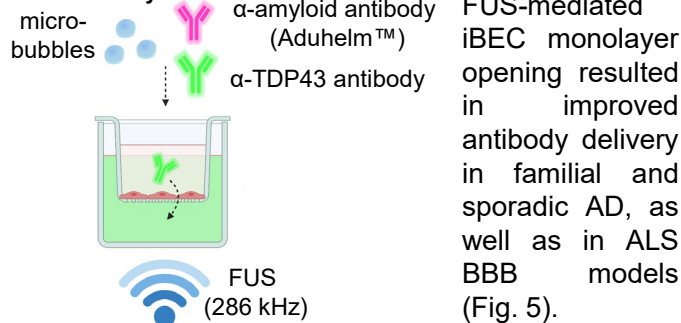 micro-
bubbles
α-amyloid antibody
(Aduhelm™)
α-TDP43 antibody
FUS
(286 kHz)
FUS-mediated
iBEC monolayer
opening resulted
in improved
antibody delivery
in familial and
sporadic AD, as
well as in ALS
BBB models
(Fig. 5).